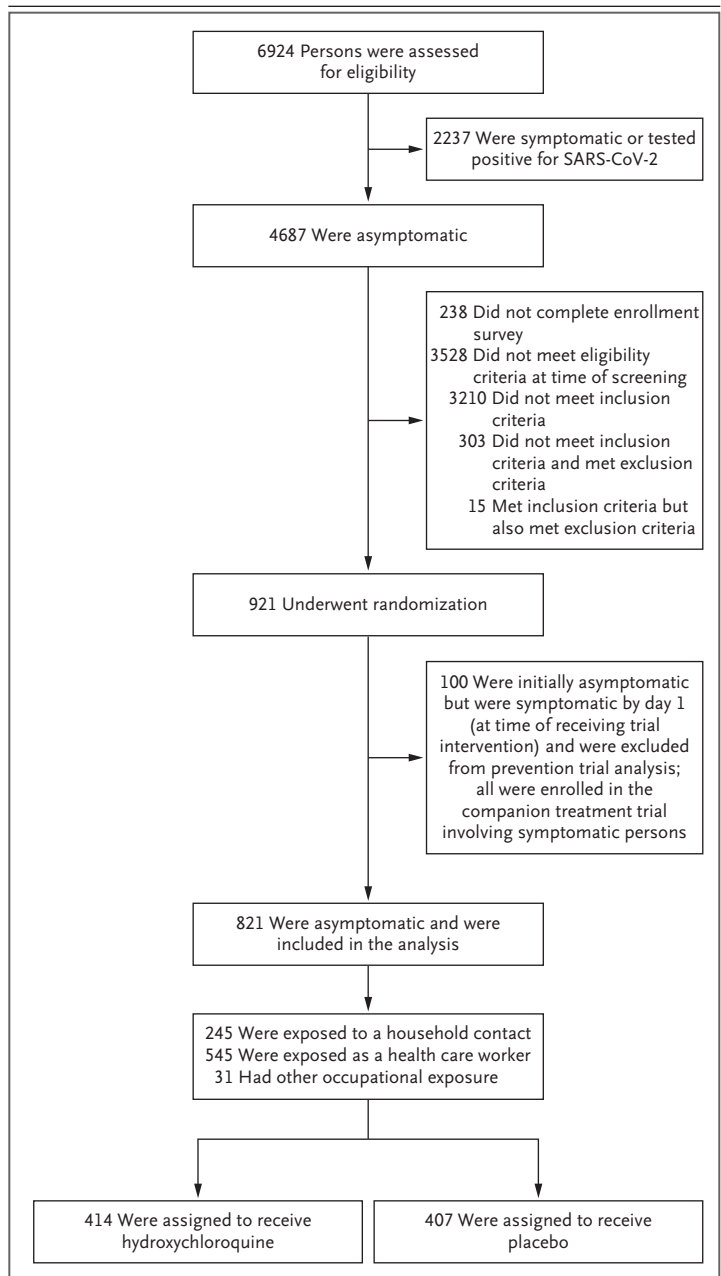 6924 Persons were assessed
for eligibility
2237 Were symptomatic or tested
positive for SARS-CoV-2
4687 Were asymptomatic
238 Did not complete enrollment
survey
3528 Did not meet eligibility
criteria at time of screening
3210 Did not meet inclusion
criteria
303 Did not meet inclusion
criteria and met exclusion
criteria
15 Met inclusion criteria but
also met exclusion criteria
921 Underwent randomization
100 Were initially asymptomatic
but were symptomatic by day 1
(at time of receiving trial
intervention) and were excluded
from prevention trial analysis;
all were enrolled in the
companion treatment trial
involving symptomatic persons
821 Were asymptomatic and were
included in the analysis
245 Were exposed to a household contact
545 Were exposed as a health care worker
31 Had other occupational exposure
414 Were assigned to receive
hydroxychloroquine
407 Were assigned to receive
placebo